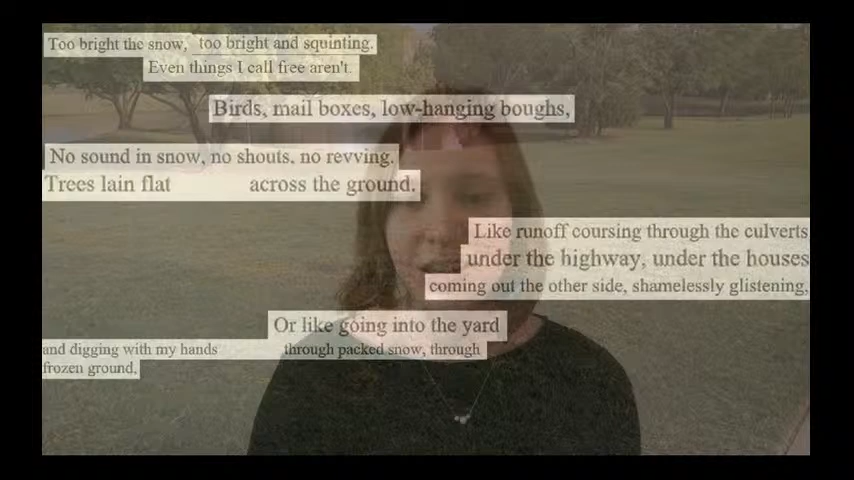 Too bright the snow, too bright and squinting.
Even things I call free aren't.
Birds, mail boxes, low-hanging boughs,
No sound in snow, no shouts, no revving.
Trees lain flat across the ground.
Like runoff coursing through the culverts
under the highway, under the houses
coming out the other side, shamelessly glistening,
Or like going into the yard
and digging with my hands through packed snow, through
frozen ground,